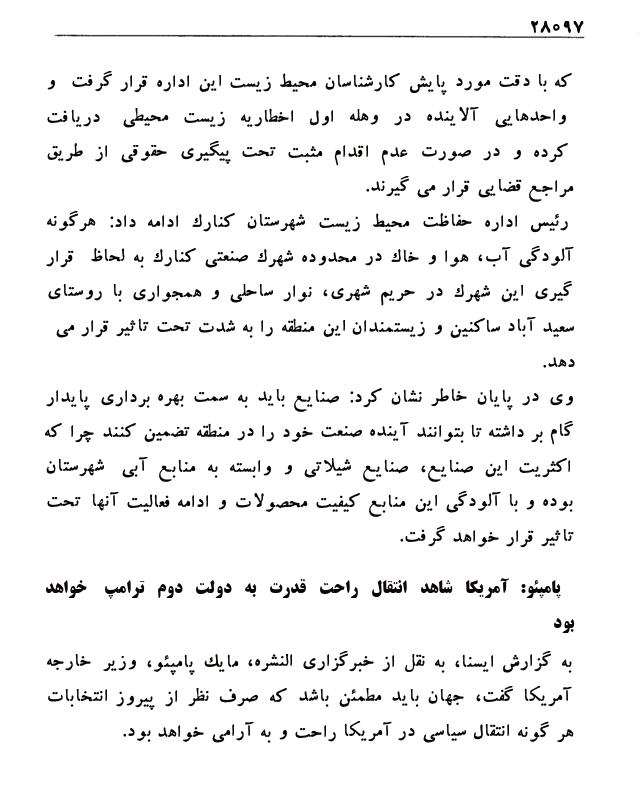 ۲۸۰۹۷
که با دقت مورد پایش کارشناسان محیط زیست این اداره قرار گرفت و
واحدهایی آلاینده در وهله اول اخطاریه زیست محیطی دریافت
کرده و در صورت عدم اقدام مثبت تحت پیگیری حقوقی از طریق
مراجع قضایی قرار می گیرند.
رئیس اداره حفاظت محیط زیست شهرستان کنارك ادامه داد: هرگونه
آلودگی آب، هوا و خاك در محدوده شهرك صنعتی کنارك به لحاظ قرار
گیری این شهرك در حریم شهری، نوار ساحلی و همجواری با روستای
سعید آباد ساکنین و زیستمندان این منطقه را به شدت تحت تاثیر قرار می
دهد.
وی در پایان خاطر نشان کرد: صنایع باید به سمت بهره برداری پایدار
گام بر داشته تا بتوانند آینده صنعت خود را در منطقه تضمین کنند چرا که
اکثریت این صنایع، صنایع شیلاتی و وابسته به منابع آبی شهرستان
بوده و با آلودگی این منابع کیفیت محصولات و ادامه فعالیت آنها تحت
تاثیر قرار خواهد گرفت.
پامپئو: آمریکا شاهد انتقال راحت قدرت به دولت دوم ترامپ خواهد
بود
به گزارش ایسنا، به نقل از خبرگزاری النشره، مایك پامپئو، وزیر خارجه
آمریکا گفت، جهان باید مطمئن باشد که صرف نظر از پیروز انتخابات
هر گونه انتقال سیاسی در آمریکا راحت و به آرامی خواهد بود.